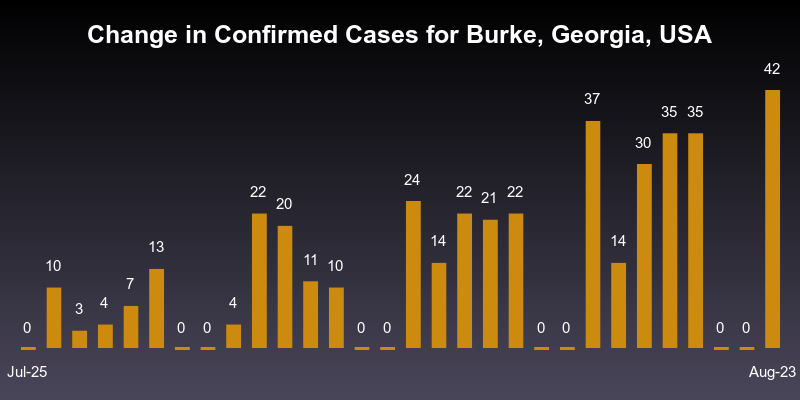 Change in Confirmed Cases for Burke, Georgia, USA
0 10 3 4 7 13 0 0 4 22 20 11 10 0 0 24 14 22 21 22 0 0 37 14 30 35 35 0 0 42
Jul-25 Aug-23